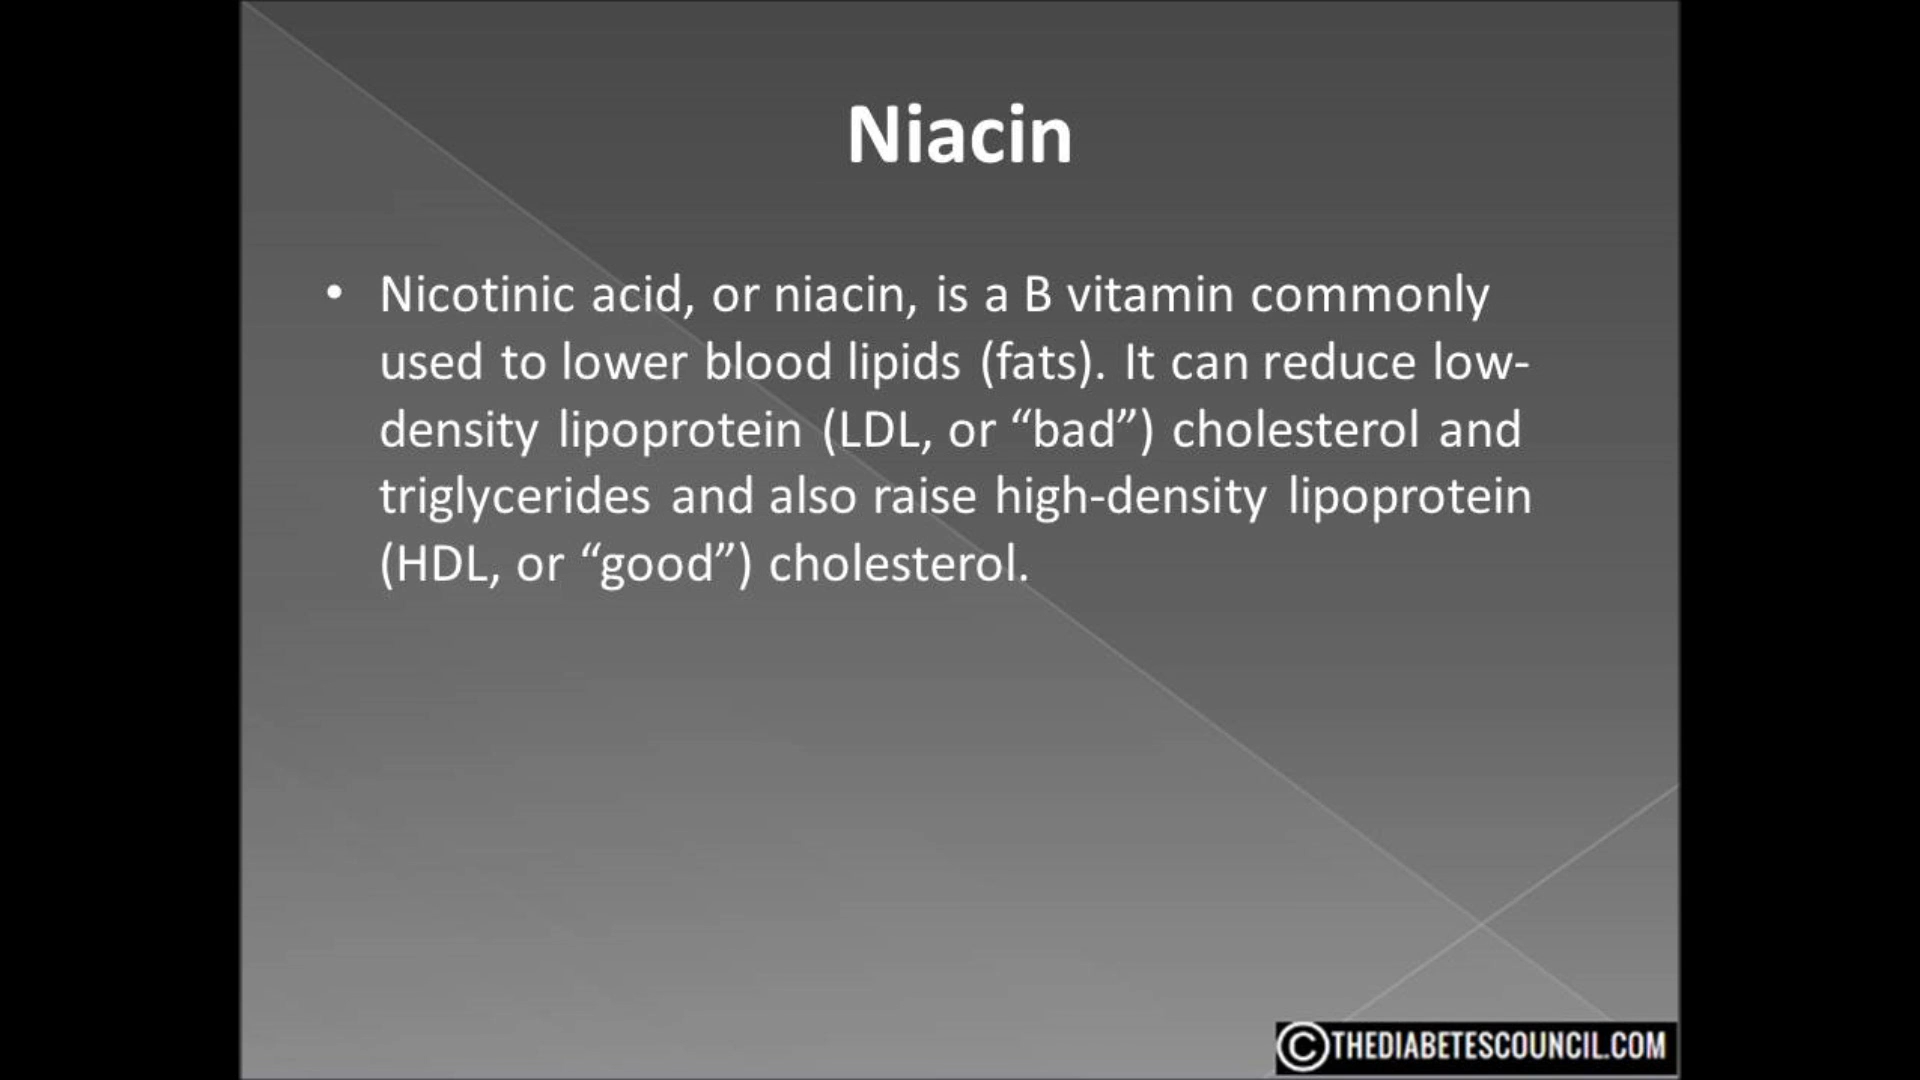 Niacin
• Nicotinic acid, or niacin, is a B vitamin commonly
used to lower blood lipids (fats). It can reduce low-
density lipoprotein (LDL, or “bad”) cholesterol and
triglycerides and also raise high-density lipoprotein
(HDL, or “good”) cholesterol.
©THEDIABETESCOUNCIL.COM